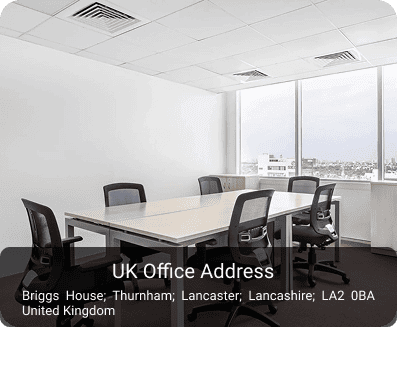 UK Office Address
Briggs House; Thurnham; Lancaster; Lancashire; LA2 0BA
United Kingdom